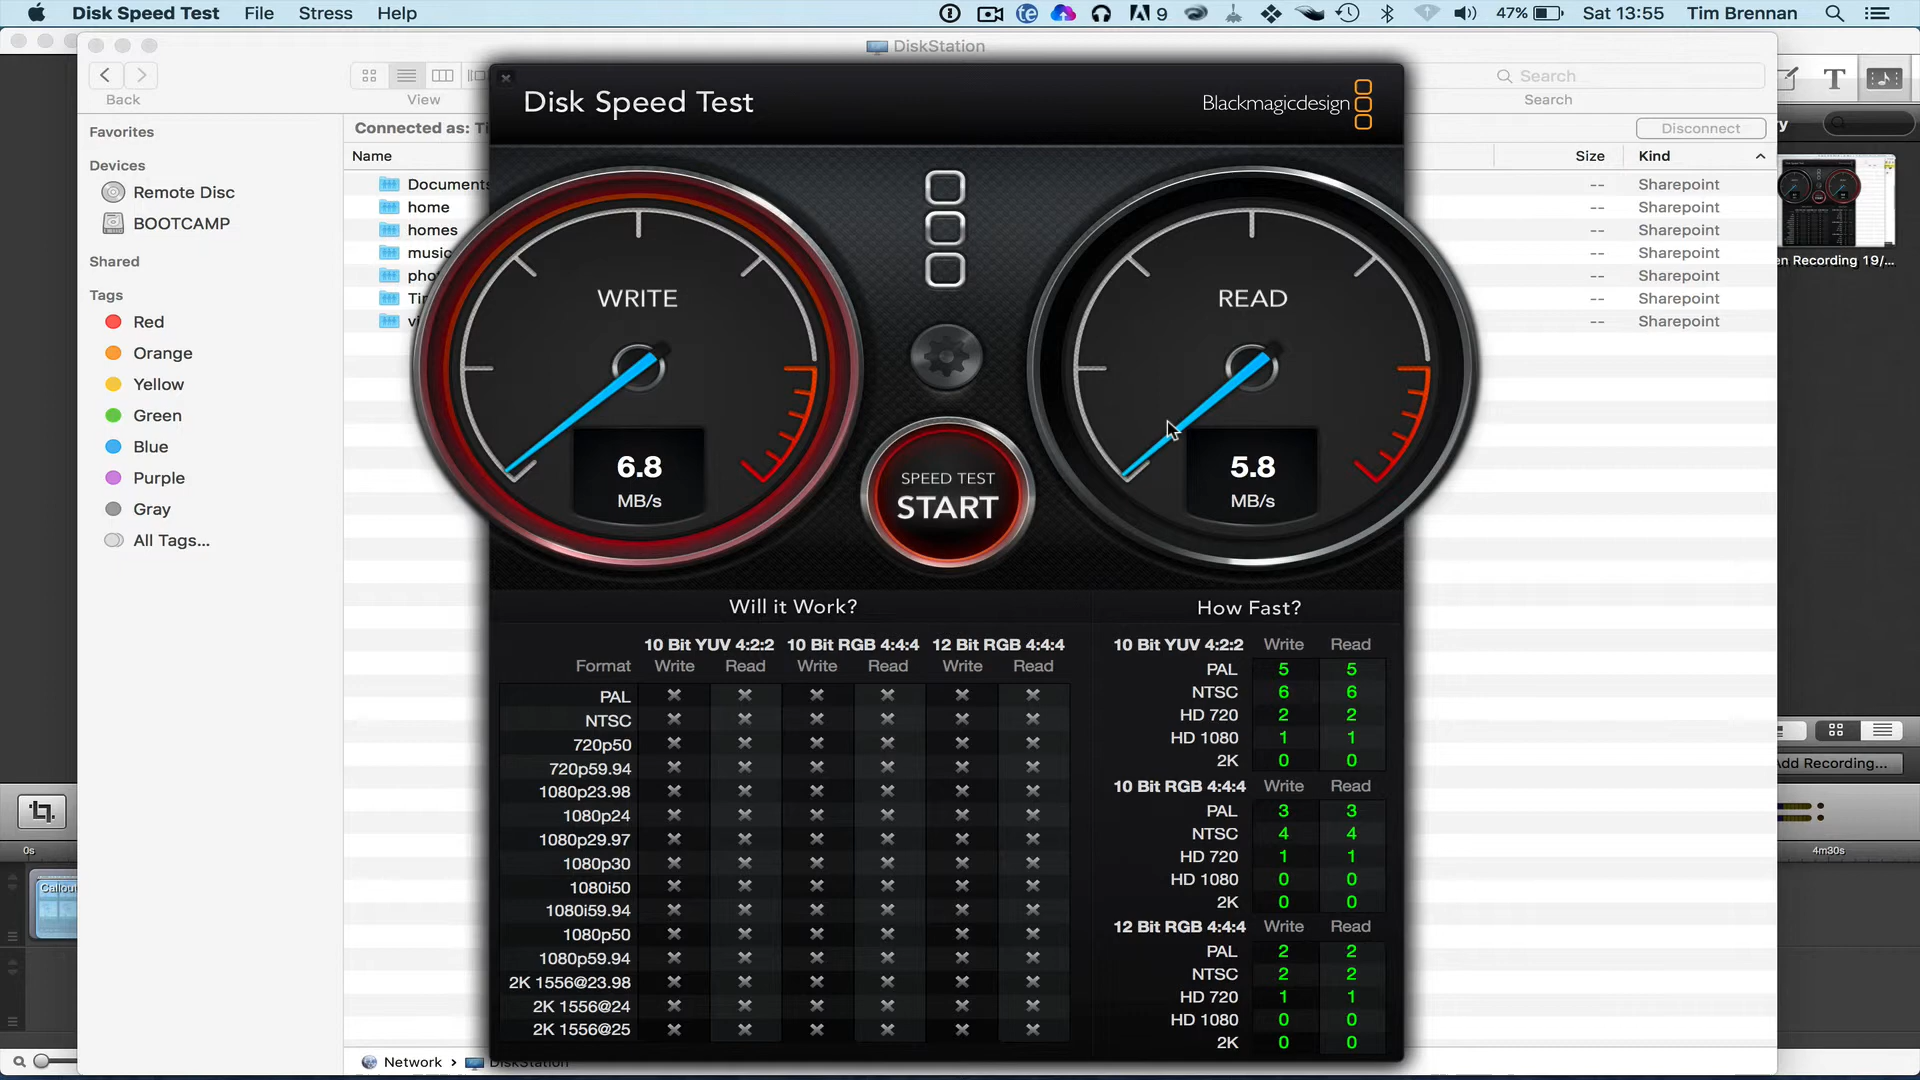 Disk Speed Test File Stress Help 9 47% Sat 13:55 Tim Brennan
DiskStation
Back View Search Search
Favorites
Devices
Remote Disc
BOOTCAMP
Shared
Tags
Red
Orange
Yellow
Green
Blue
Purple
Gray
All Tags...
Connected as: Disconnect
Name Size Kind
Documents -- Sharepoint
home -- Sharepoint
homes -- Sharepoint
music -- Sharepoint
-- Sharepoint
-- Sharepoint
-- Sharepoint
Disk Speed Test
Blackmagicdesign
WRITE
6.8
MB/s
SPEED TEST
START
READ
5.8
MB/s
Will it Work?
10 Bit YUV 4:2:2 10 Bit RGB 4:4:4 12 Bit RGB 4:4:4
Format Write Read Write Read Write Read
PAL
NTSC
720p50
720p59.94
1080p23.98
1080p24
1080p29.97
1080p30
1080i50
1080i59.94
1080p50
1080p59.94
2K 1556@23.98
2K 1556@24
2K 1556@25
How Fast?
10 Bit YUV 4:2:2 Write Read
PAL 5 5
NTSC 6 6
HD 720 2 2
HD 1080 1 1
2K 0 0
10 Bit RGB 4:4:4 Write Read
PAL 3 3
NTSC 4 4
HD 720 1 1
HD 1080 0 0
2K 0 0
12 Bit RGB 4:4:4 Write Read
PAL 2 2
NTSC 2 2
HD 720 1 1
HD 1080 0 0
2K 0 0
Network › DiskStation
T
Recording 19/...
Add Recording...
4m30s
0s
Callout